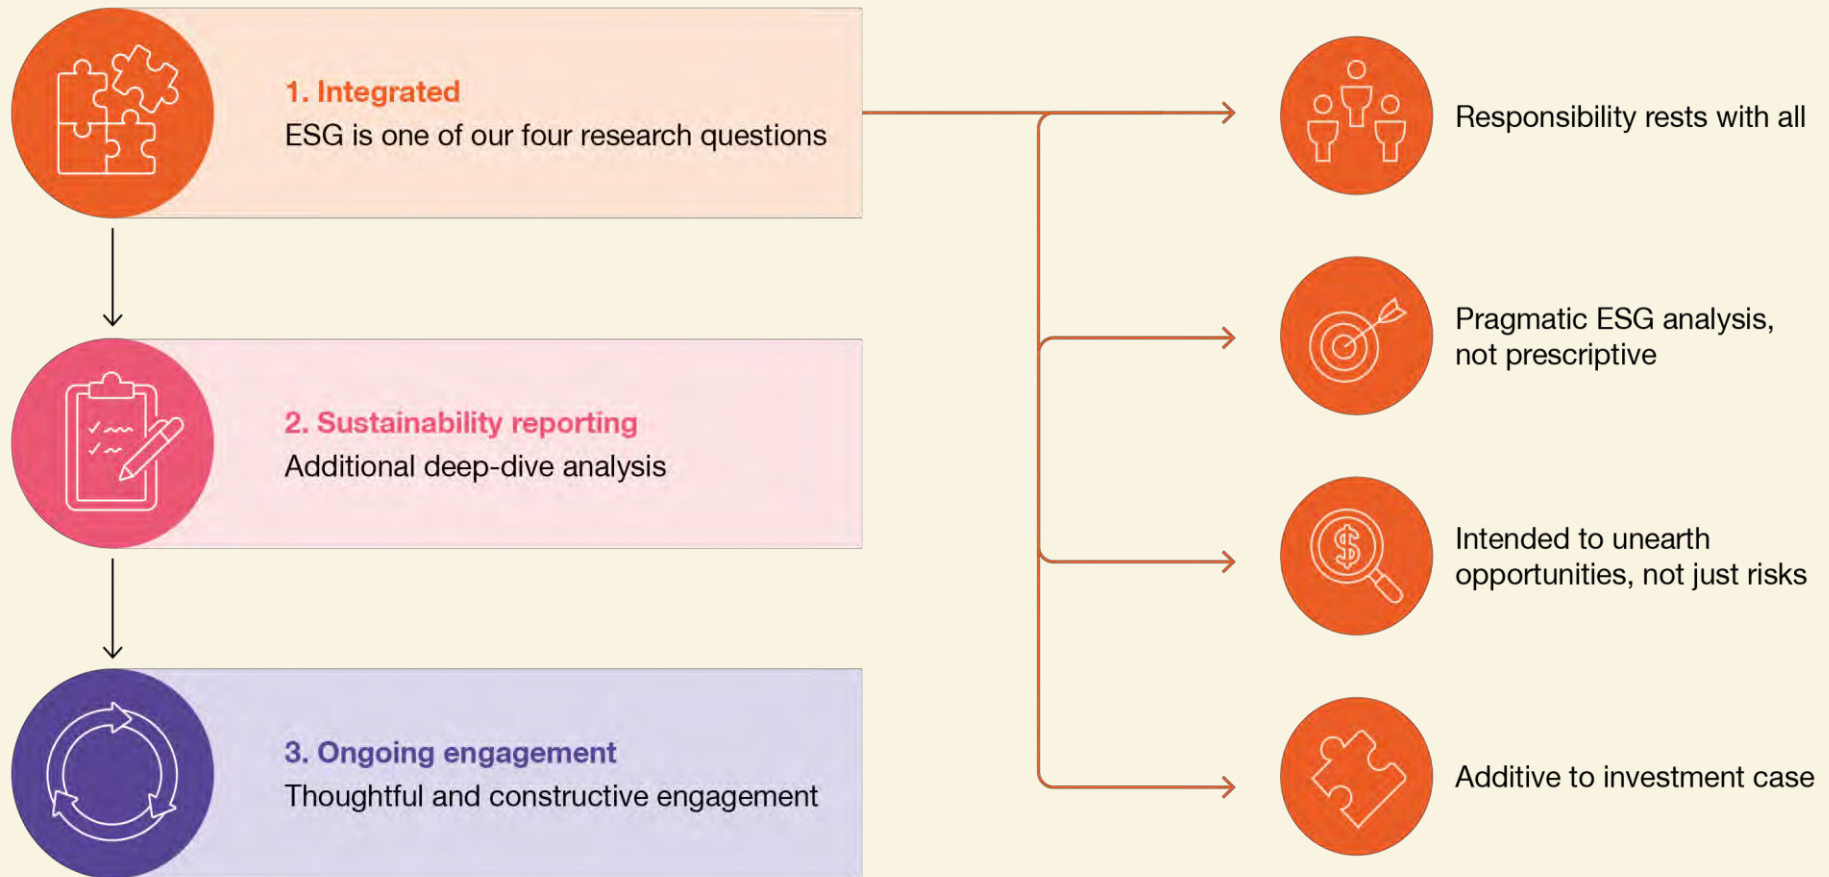 1. Integrated
ESG is one of our four research questions
2. Sustainability reporting
Additional deep-dive analysis
3. Ongoing engagement
Thoughtful and constructive engagement
Responsibility rests with all
Pragmatic ESG analysis,
not prescriptive
$
Intended to unearth
opportunities, not just risks
Additive to investment case